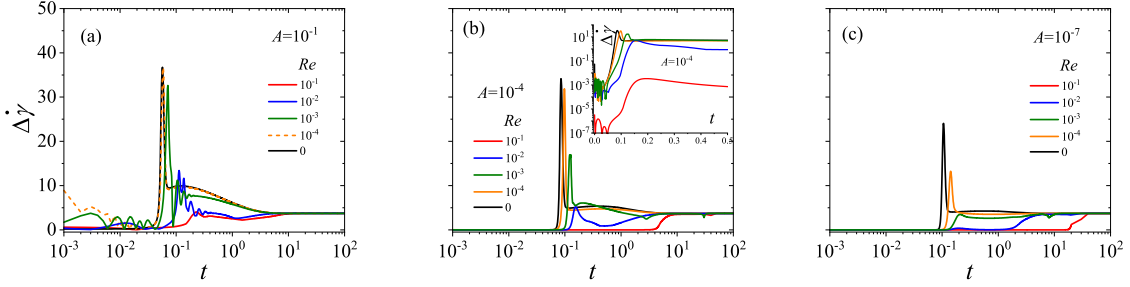 50
40
30
20
10
0
Δγ̇
(a)
A=10⁻¹
Re
10⁻¹
10⁻²
10⁻³
10⁻⁴
0
10⁻³ 10⁻² 10⁻¹ 10⁰ 10¹ 10²
t
(b)
A=10⁻⁴
Re
10⁻¹
10⁻²
10⁻³
10⁻⁴
0
10¹
10⁻¹
10⁻³
10⁻⁵
10⁻⁷
Δγ̇
A=10⁻⁴
t
0.0 0.1 0.2 0.3 0.4 0.5
10⁻³ 10⁻² 10⁻¹ 10⁰ 10¹ 10²
t
(c)
A=10⁻⁷
Re
10⁻¹
10⁻²
10⁻³
10⁻⁴
0
10⁻³ 10⁻² 10⁻¹ 10⁰ 10¹ 10²
t